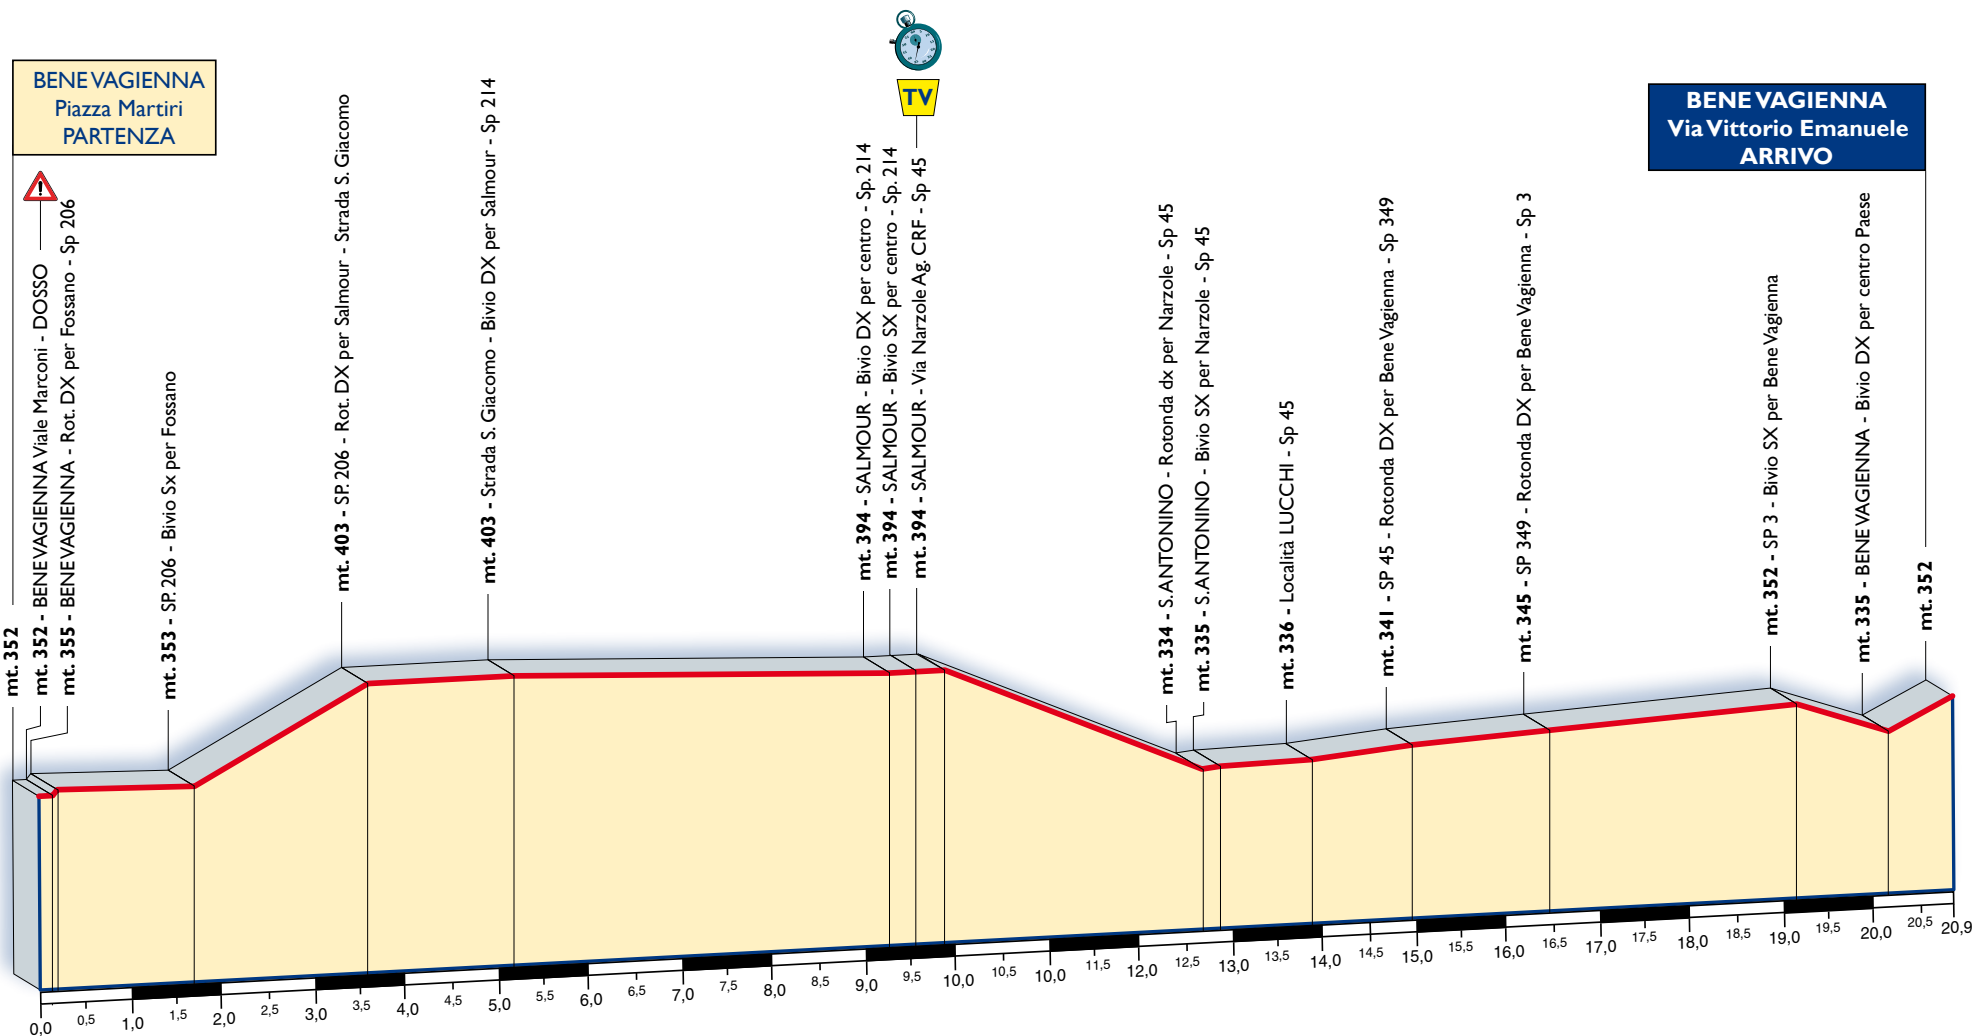 BENE VAGIENNA
Piazza Martiri
PARTENZA
TV
BENE VAGIENNA
Via Vittorio Emanuele
ARRIVO
mt. 352
mt. 352 - BENE VAGIENNA Viale Marconi - DOSSO
mt. 355 - BENE VAGIENNA - Rot. DX per Fossano - Sp 206
mt. 353 - SP. 206 - Bivio Sx per Fossano
mt. 403 - SP. 206 - Rot. DX per Salmour - Strada S. Giacomo
mt. 403 - Strada S. Giacomo - Bivio DX per Salmour - Sp 214
mt. 394 - SALMOUR - Bivio DX per centro - Sp. 214
mt. 394 - SALMOUR - Bivio SX per centro - Sp. 214
mt. 394 - SALMOUR - Via Narzole Ag. CRF - Sp 45
mt. 334 - S. ANTONINO - Rotonda dx per Narzole - Sp 45
mt. 335 - S. ANTONINO - Bivio SX per Narzole - Sp 45
mt. 336 - Località LUCCHI - Sp 45
mt. 341 - SP 45 - Rotonda DX per Bene Vagienna - Sp 349
mt. 345 - SP 349 - Rotonda DX per Bene Vagienna - Sp 3
mt. 352 - SP 3 - Bivio SX per Bene Vagienna
mt. 335 - BENE VAGIENNA - Bivio DX per centro Paese
mt. 352
0,0 0,5 1,0 1,5 2,0 2,5 3,0 3,5 4,0 4,5 5,0 5,5 6,0 6,5 7,0 7,5 8,0 8,5 9,0 9,5 10,0 10,5 10,0 11,5 12,0 12,5 13,0 13,5 14,0 14,5 15,0 15,5 16,0 16,5 17,0 17,5 18,0 18,5 19,0 19,5 20,0 20,5 20,9